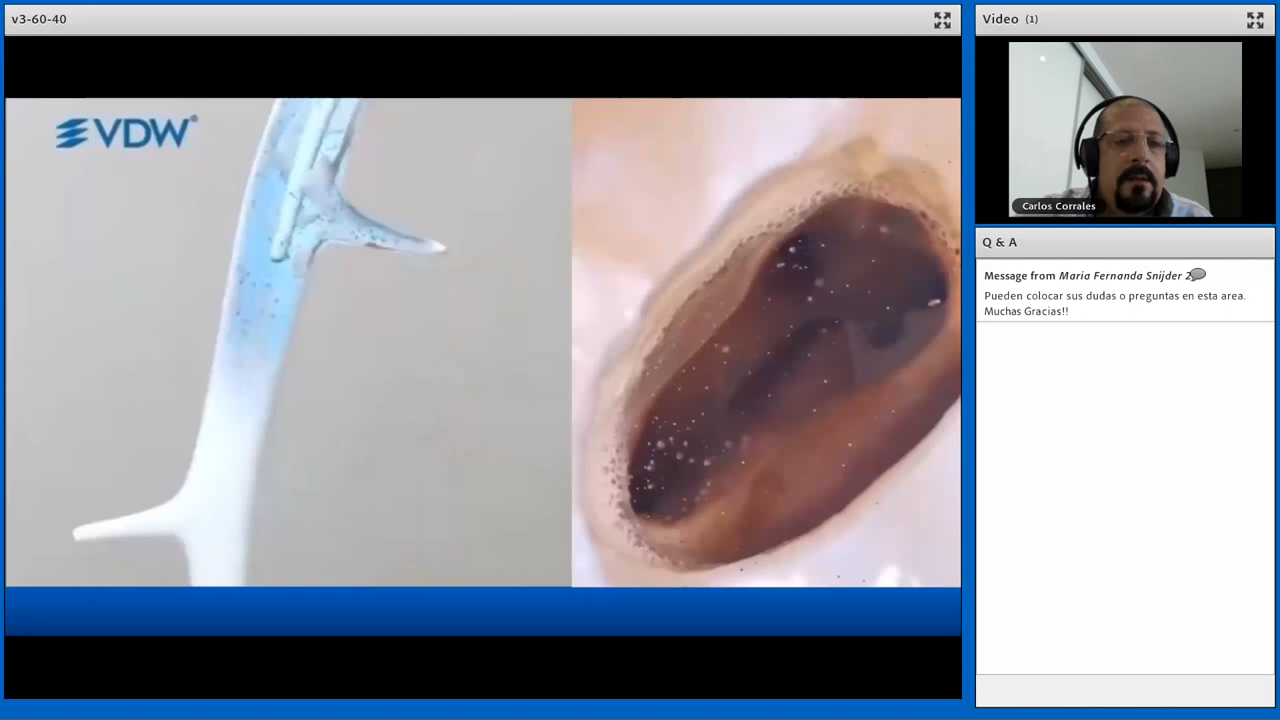 v3-60-40
VDW®
Video (1)
Carlos Corrales
Q & A
Message from Maria Fernanda Snijder 2
Pueden colocar sus dudas o preguntas en esta area.
Muchas Gracias!!